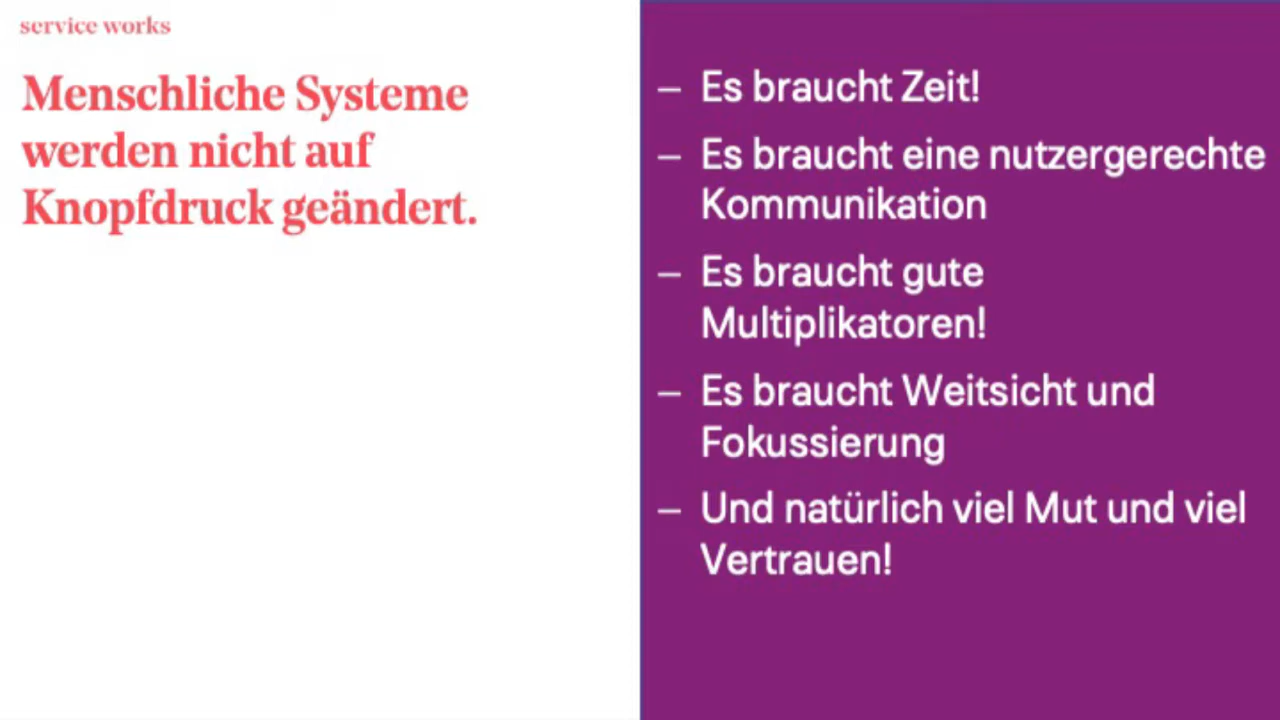 service works
Menschliche Systeme
werden nicht auf
Knopfdruck geändert.
– Es braucht Zeit!
– Es braucht eine nutzergerechte
Kommunikation
– Es braucht gute
Multiplikatoren!
– Es braucht Weitsicht und
Fokussierung
– Und natürlich viel Mut und viel
Vertrauen!